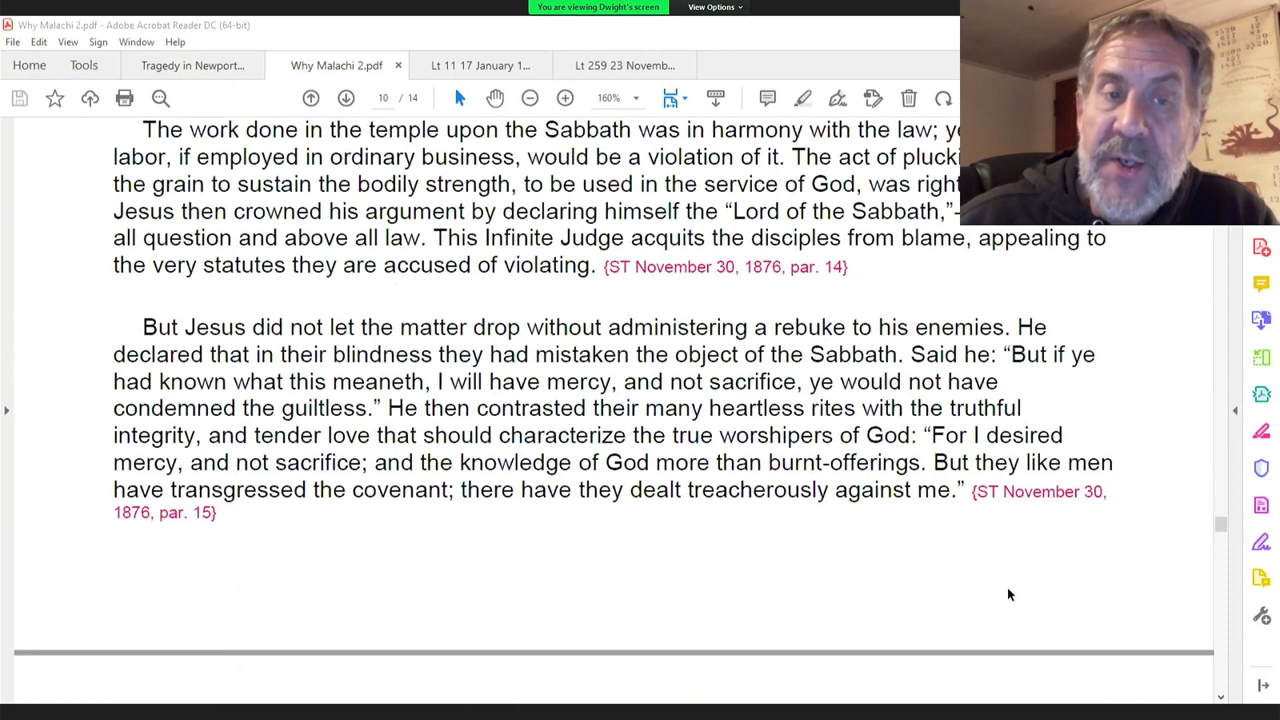 You are viewing Dwight's screen
View Options
Why Malachi 2.pdf - Adobe Acrobat Reader DC (64-bit)
File Edit View Sign Window Help
Home Tools Tragedy in Newport... Why Malachi 2.pdf × Lt 11 17 January 1... Lt 259 23 Novemb...
10 / 14 160%
The work done in the temple upon the Sabbath was in harmony with the law;
labor, if employed in ordinary business, would be a violation of it. The act of
the grain to sustain the bodily strength, to be used in the service of God, was
Jesus then crowned his argument by declaring himself the “Lord of the Sabbath,”–
all question and above all law. This Infinite Judge acquits the disciples from blame, appealing to
the very statutes they are accused of violating. {ST November 30, 1876, par. 14}
But Jesus did not let the matter drop without administering a rebuke to his enemies. He
declared that in their blindness they had mistaken the object of the Sabbath. Said he: “But if ye
had known what this meaneth, I will have mercy, and not sacrifice, ye would not have
condemned the guiltless.” He then contrasted their many heartless rites with the truthful
integrity, and tender love that should characterize the true worshipers of God: “For I desired
mercy, and not sacrifice; and the knowledge of God more than burnt-offerings. But they like men
have transgressed the covenant; there have they dealt treacherously against me.” {ST November 30,
1876, par. 15}